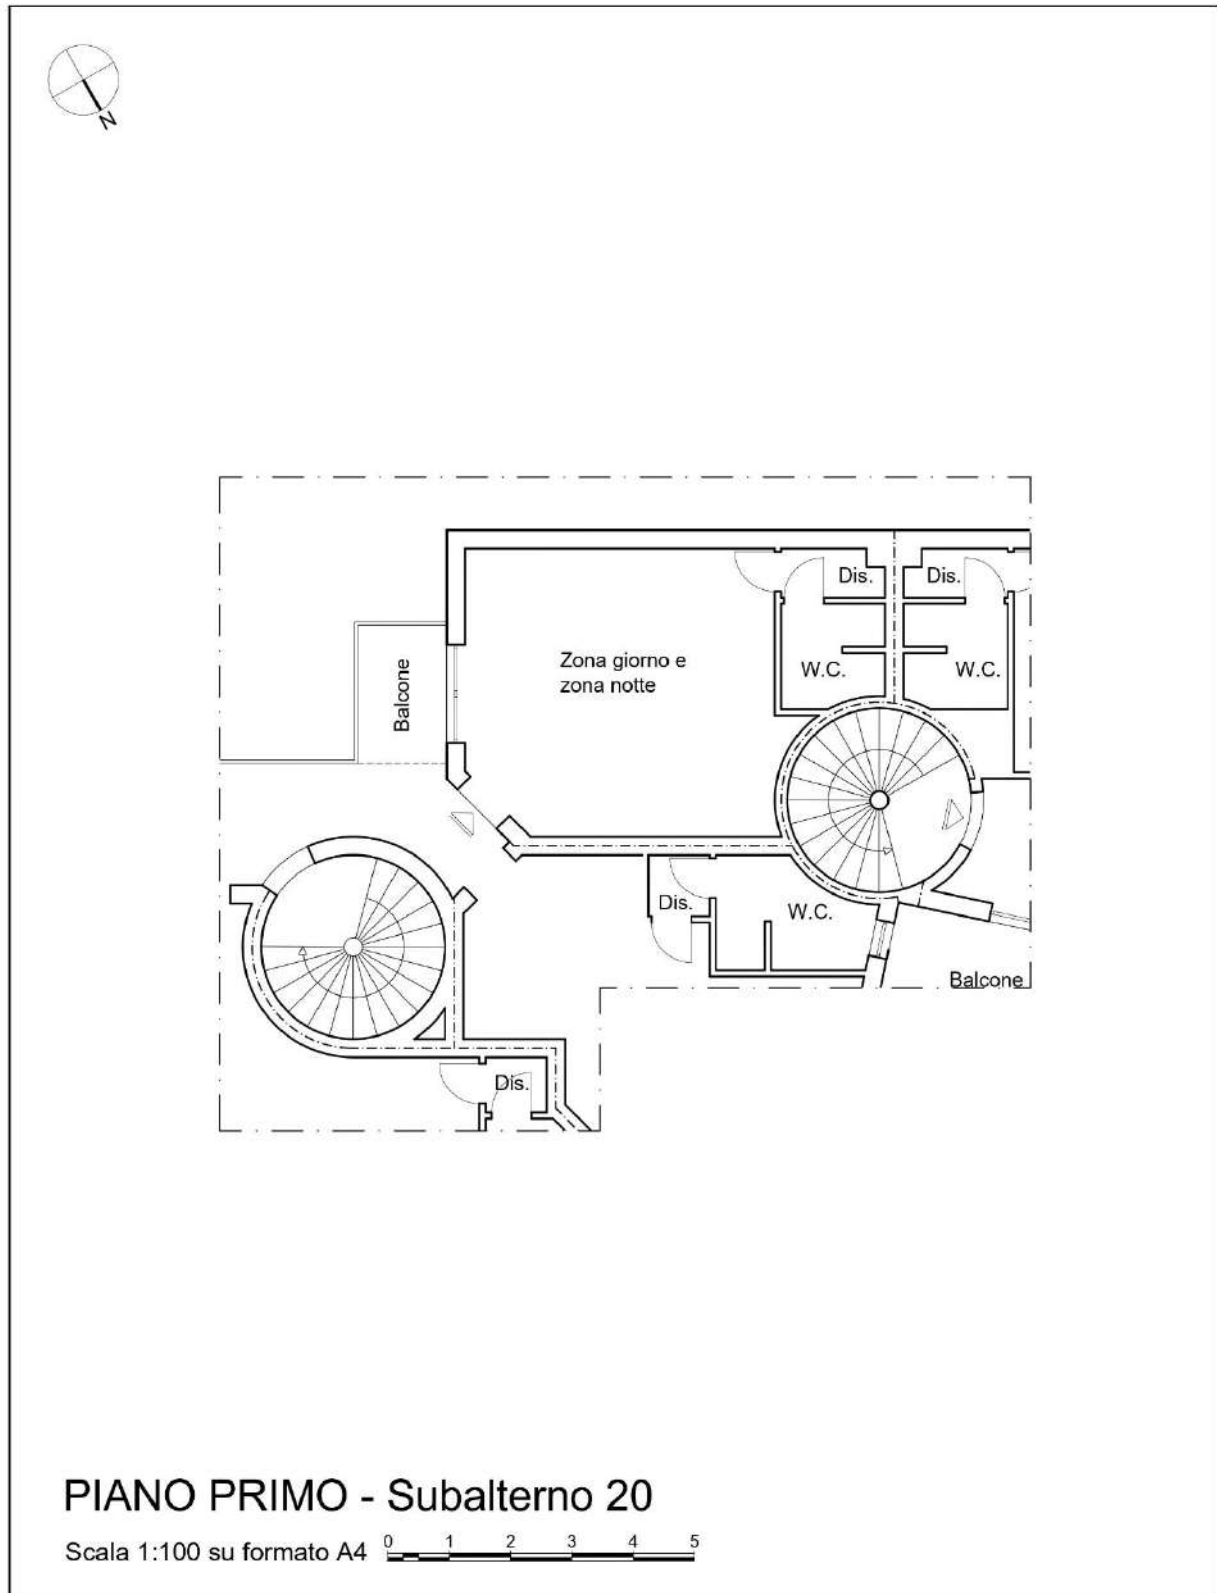 N
Dis.
Dis.
Zona giorno e
zona notte
W.C.
W.C.
Balcone
Dis.
W.C.
Balcone
Dis.
PIANO PRIMO - Subalterno 20
Scala 1:100 su formato A4
0 1 2 3 4 5